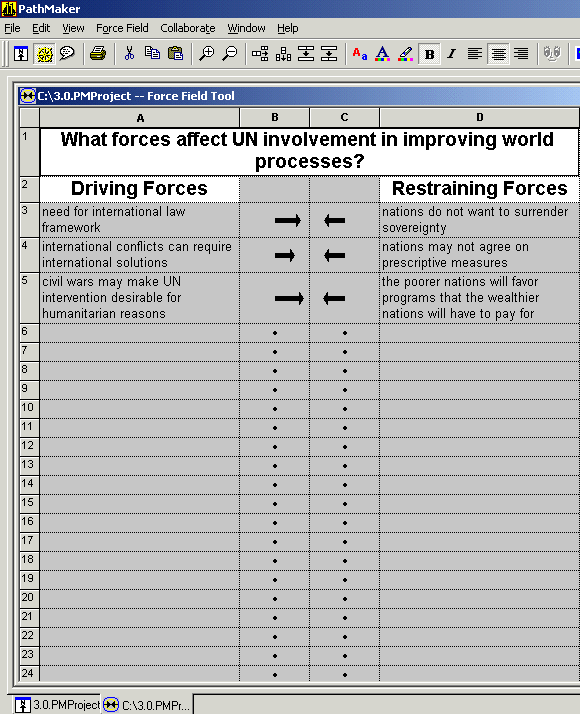 PathMaker
File Edit View Force Field Collaborate Window Help
B I
C:\3.0.PMProject -- Force Field Tool
A B C D
1 What forces affect UN involvement in improving world
processes?
2 Driving Forces Restraining Forces
3 need for international law nations do not want to surrender
framework sovereignty
4 international conflicts can require nations may not agree on
international solutions prescriptive measures
5 civil wars may make UN the poorer nations will favor
intervention desirable for programs that the wealthier
humanitarian reasons nations will have to pay for
6
7
8
9
10
11
12
13
14
15
16
17
18
19
20
21
22
23
24
3.0.PMProject C:\3.0.PMPr...